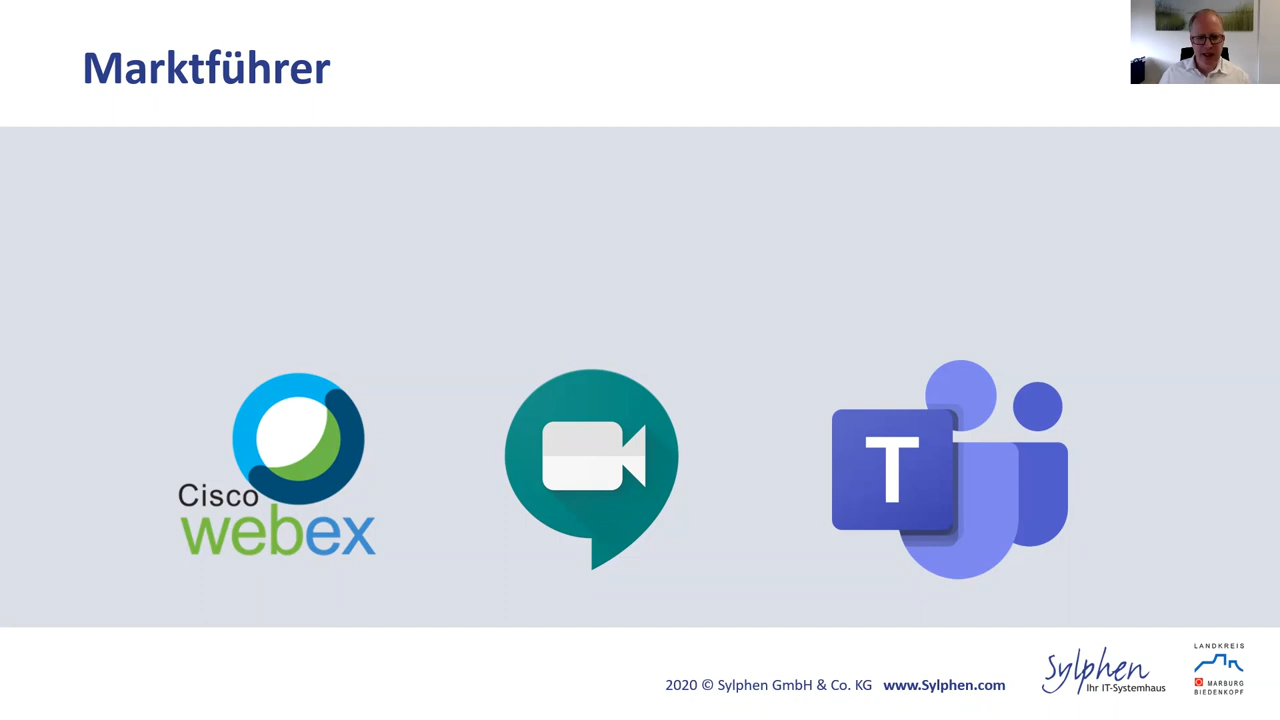 Marktführer
Cisco
webex
T
2020 © Sylphen GmbH & Co. KG www.Sylphen.com
Sylphen
Ihr IT-Systemhaus
LANDKREIS
MARBURG
BIEDENKOPF